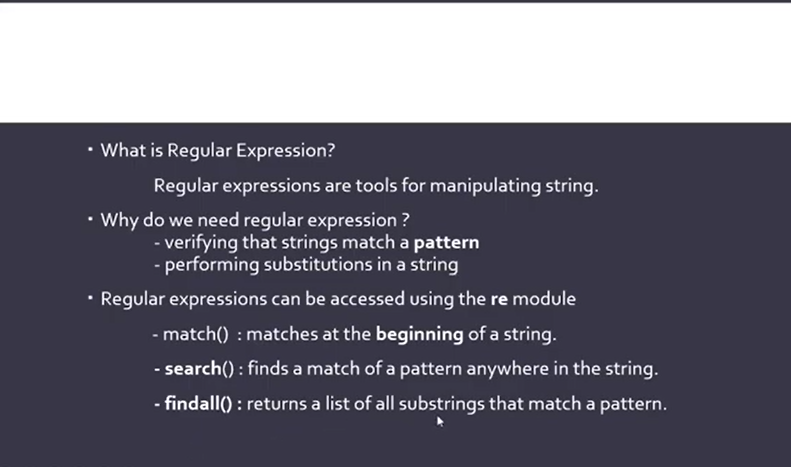 • What is Regular Expression?
Regular expressions are tools for manipulating string.
• Why do we need regular expression ?
- verifying that strings match a pattern
- performing substitutions in a string
• Regular expressions can be accessed using the re module
- match() : matches at the beginning of a string.
- search() : finds a match of a pattern anywhere in the string.
- findall() : returns a list of all substrings that match a pattern.